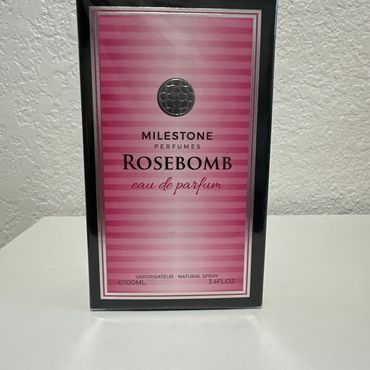 MILESTONE
PERFUMES
ROSEBOMB
eau de parfum
VAPORISATEUR - NATURAL SPRAY
℮100ML. 3.4FL.OZ